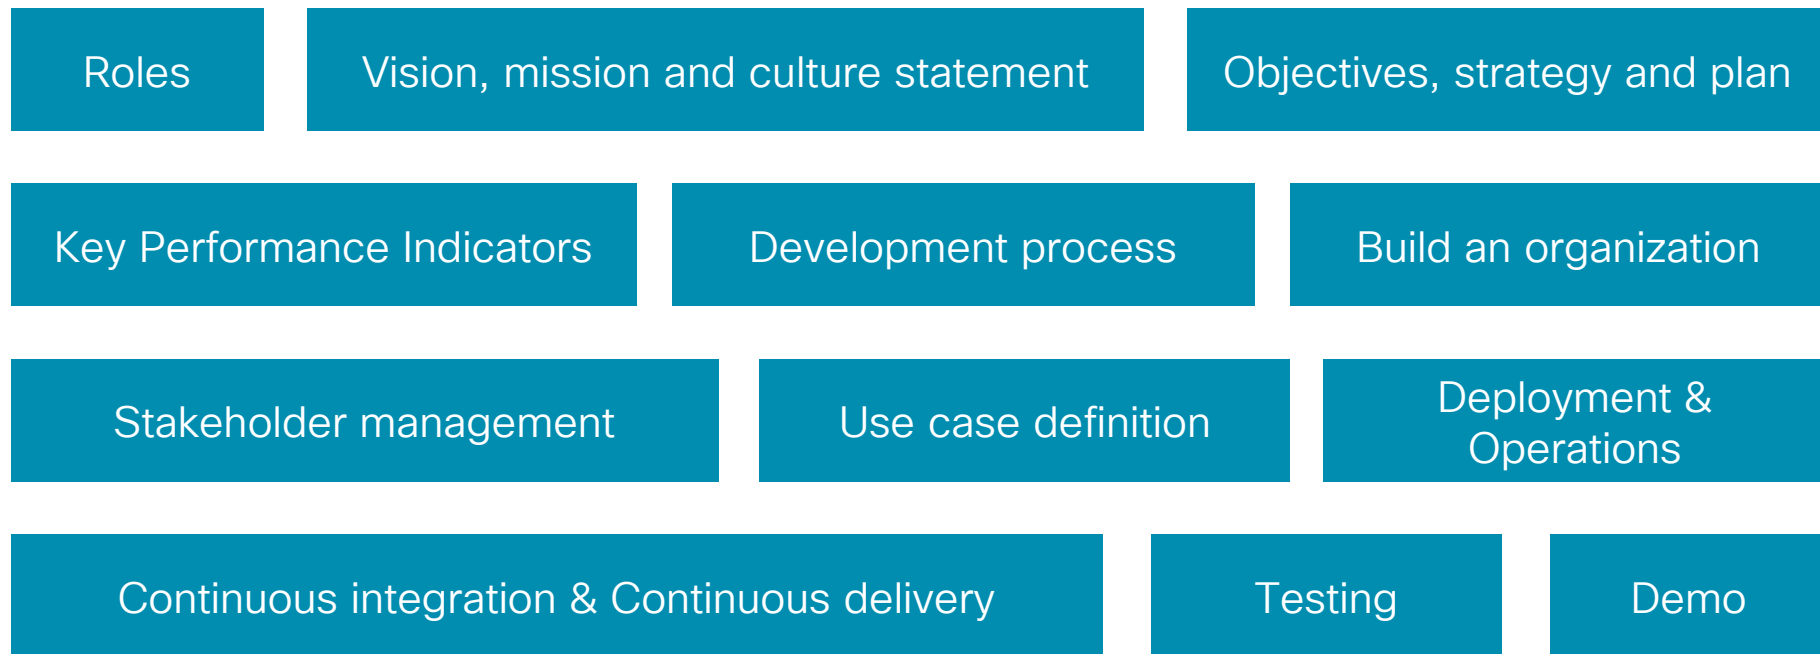 Roles
Vision, mission and culture statement
Objectives, strategy and plan
Key Performance Indicators
Development process
Build an organization
Stakeholder management
Use case definition
Deployment &
Operations
Continuous integration & Continuous delivery
Testing
Demo